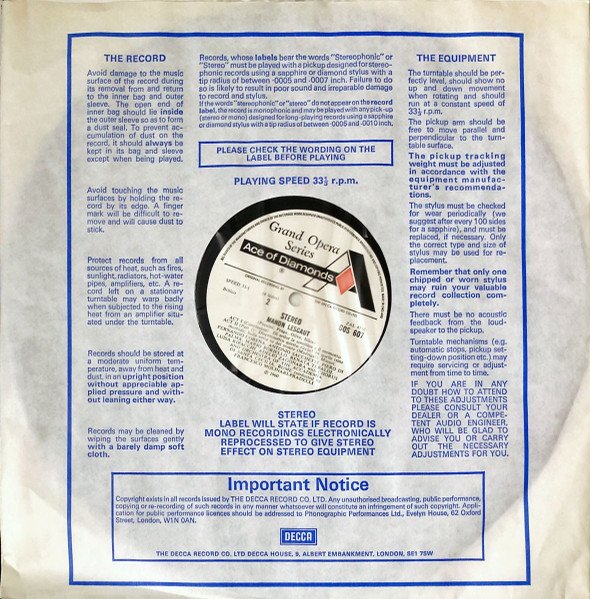 THE RECORD
Avoid damage to the music
surface of the record during
its removal from and return
to the inner bag and outer
sleeve. The open end of
inner bag should lie inside
the outer sleeve so as to form
a dust seal. To prevent ac-
cumulation of dust on the
record, it should always be
kept in its bag and sleeve
except when being played.
Avoid touching the music
surfaces by holding the re-
cord by its edge. A finger
mark will be difficult to re-
move and will cause dust to
stick.
Protect records from all
sources of heat, such as fires,
sunlight, radiators, hot-water
pipes, amplifiers, etc. A re-
cord left on a stationary
turntable may warp badly
when subjected to the rising
heat from an amplifier situ-
ated under the turntable.
Records should be stored at
a moderate uniform tem-
perature, away from heat and
dust, in an upright position
without appreciable ap-
plied pressure and with-
out leaning either way.
Records may be cleaned by
wiping the surfaces gently
with a barely damp soft
cloth.
Records, whose labels bear the words "Stereophonic" or
"Stereo" must be played with a pickup designed for stereo-
phonic records using a sapphire or diamond stylus with a
tip radius of between ·0005 and ·0007 inch. Failure to do
so is likely to result in poor sound and irreparable damage
to record and stylus.
If the words "stereophonic" or "stereo" do not appear on the record
label, the record is monophonic and may be played with any pick-up
(stereo or mono) designed for long-playing records using a sapphire
or diamond stylus with a tip radius of between ·0005 and ·0010 inch.
PLEASE CHECK THE WORDING ON THE
LABEL BEFORE PLAYING
PLAYING SPEED 33⅓ r.p.m.
Grand Opera
Series
Ace of Diamonds
STEREO
GOS 607
MANON LESCAUT
STEREO
LABEL WILL STATE IF RECORD IS
MONO RECORDINGS ELECTRONICALLY
REPROCESSED TO GIVE STEREO
EFFECT ON STEREO EQUIPMENT
THE EQUIPMENT
The turntable should be per-
fectly level, should show no
up and down movement
when rotating and should
run at a constant speed of
33⅓ r.p.m.
The pickup arm should be
free to move parallel and
perpendicular to the turn-
table surface.
The pickup tracking
weight must be adjusted
in accordance with the
equipment manufac-
turer's recommenda-
tions.
The stylus must be checked
for wear periodically (we
suggest after every 100 sides
for a sapphire), and must be
replaced, if necessary. Only
the correct type and size of
stylus may be used for re-
placement.
Remember that only one
chipped or worn stylus
may ruin your valuable
record collection com-
pletely.
There must be no acoustic
feedback from the loud-
speaker to the pickup.
Turntable mechanisms (e.g.
automatic stops, pickup set-
ting-down position etc.) may
require servicing or adjust-
ment from time to time.
IF YOU ARE IN ANY
DOUBT HOW TO ATTEND
TO THESE ADJUSTMENTS
PLEASE CONSULT YOUR
DEALER OR A COMPE-
TENT AUDIO ENGINEER,
WHO WILL BE GLAD TO
ADVISE YOU OR CARRY
OUT THE NECESSARY
ADJUSTMENTS FOR YOU.
Important Notice
Copyright exists in all records issued by THE DECCA RECORD CO. LTD. Any unauthorised broadcasting, public performance,
copying or re-recording of such records in any manner whatsoever will constitute an infringement of such copyright. Appli-
cation for public performance licences should be addressed to Phonographic Performances Ltd., Evelyn House, 62 Oxford
Street, London, W1N 0AN.
DECCA
THE DECCA RECORD CO. LTD DECCA HOUSE, 9, ALBERT EMBANKMENT, LONDON, SE1 7SW